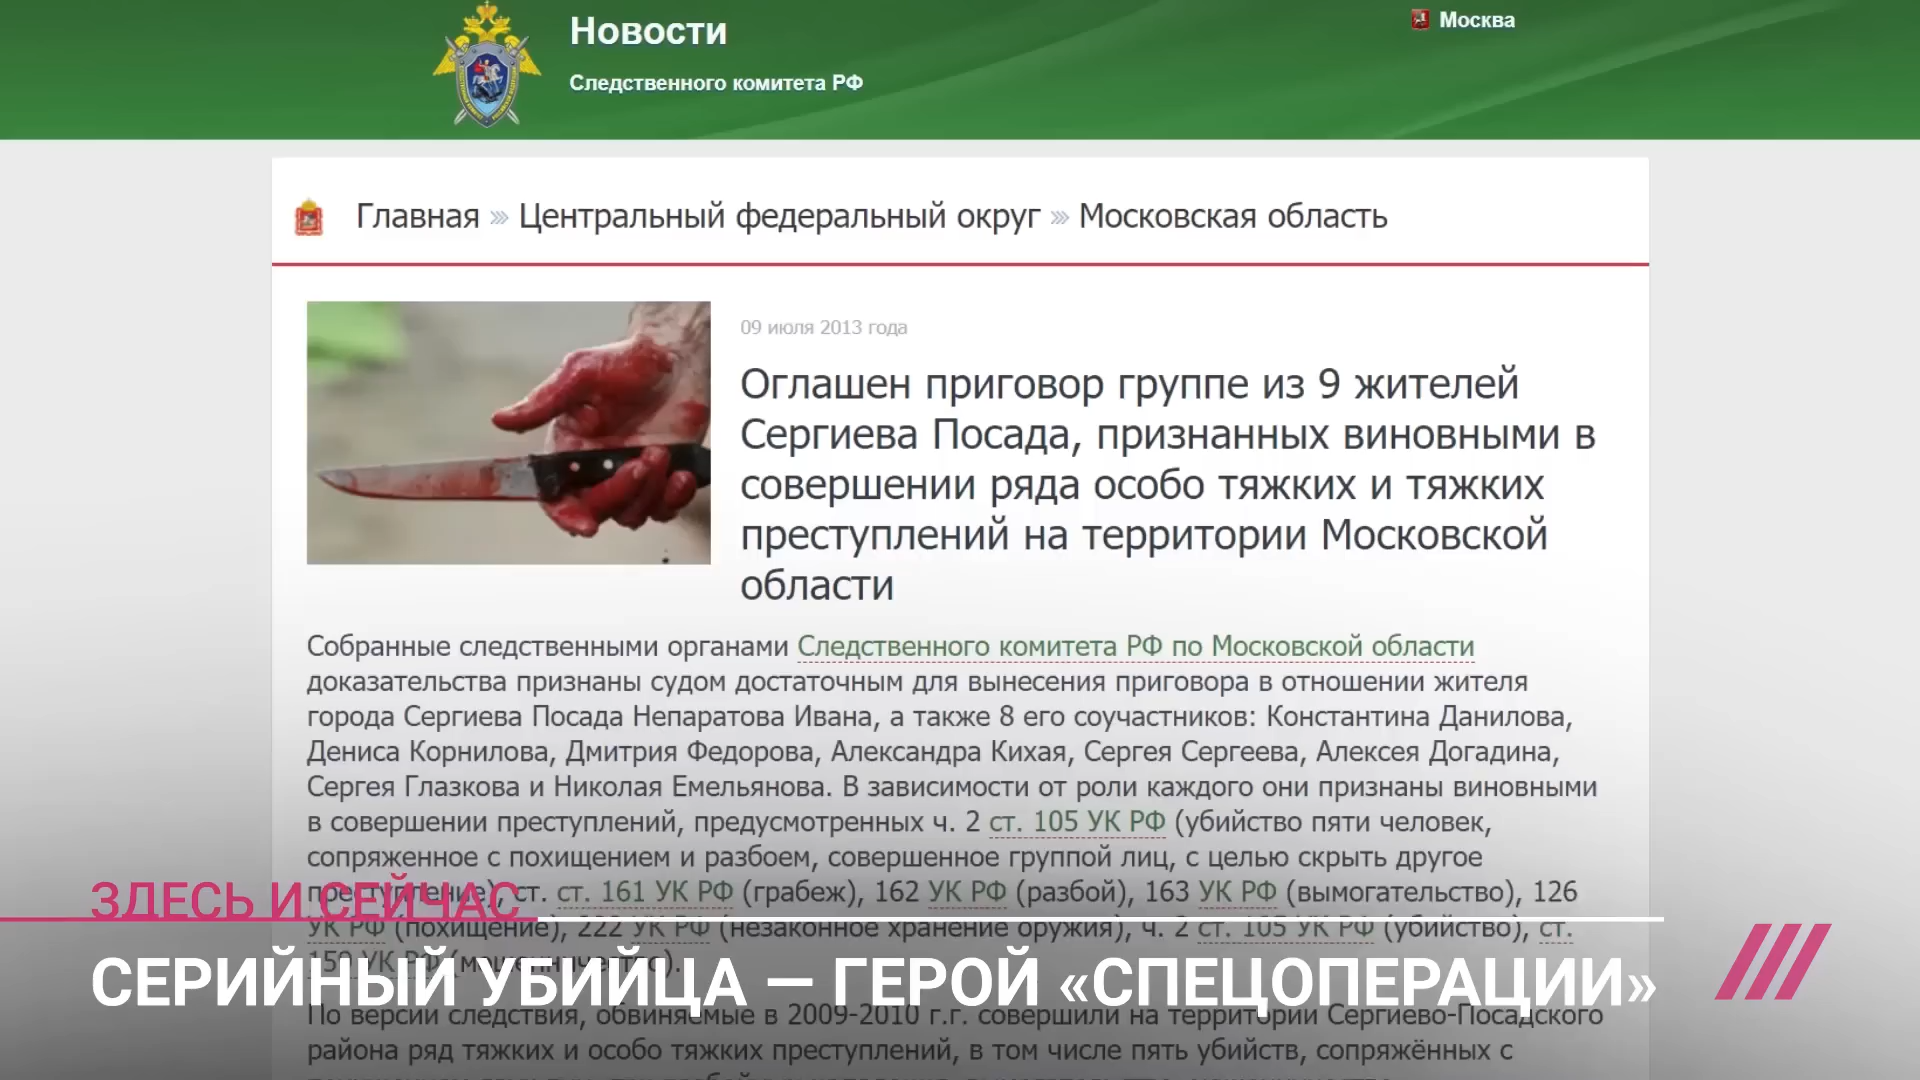 Новости
Следственного комитета РФ
Москва
Главная »» Центральный федеральный округ »» Московская область
09 июля 2013 года
Оглашен приговор группе из 9 жителей
Сергиева Посада, признанных виновными в
совершении ряда особо тяжких и тяжких
преступлений на территории Московской
области
Собранные следственными органами Следственного комитета РФ по Московской области
доказательства признаны судом достаточным для вынесения приговора в отношении жителя
города Сергиева Посада Непаратова Ивана, а также 8 его соучастников: Константина Данилова,
Дениса Корнилова, Дмитрия Федорова, Александра Кихая, Сергея Сергеева, Алексея Догадина,
Сергея Глазкова и Николая Емельянова. В зависимости от роли каждого они признаны виновными
в совершении преступлений, предусмотренных ч. 2 ст. 105 УК РФ (убийство пяти человек,
сопряженное с похищением и разбоем, совершенное группой лиц, с целью скрыть другое
преступление), ст. ст. 161 УК РФ (грабеж), 162 УК РФ (разбой), 163 УК РФ (вымогательство), 126
УК РФ (похищение), 222 УК РФ (незаконное хранение оружия), ч. 2 ст. 105 УК РФ (убийство), ст.
159 УК РФ (мошенничество).
По версии следствия, обвиняемые в 2009-2010 г.г. совершили на территории Сергиево-Посадского
района ряд тяжких и особо тяжких преступлений, в том числе пять убийств, сопряжённых с
ЗДЕСЬ И СЕЙЧАС
СЕРИЙНЫЙ УБИЙЦА — ГЕРОЙ «СПЕЦОПЕРАЦИИ»